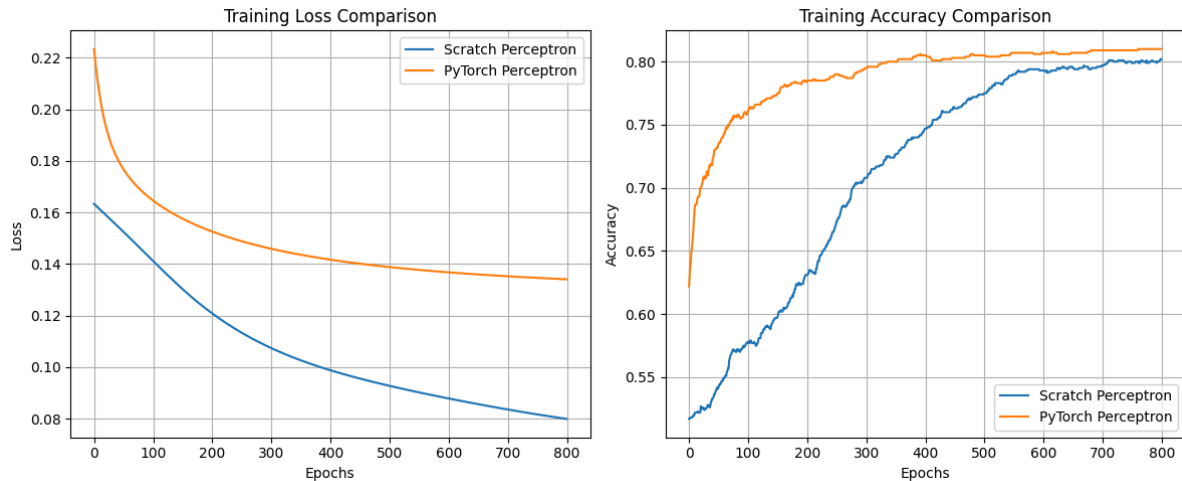 Training Loss Comparison
Scratch Perceptron
PyTorch Perceptron
0.22
0.20
0.18
0.16
0.14
0.12
0.10
0.08
Loss
0 100 200 300 400 500 600 700 800
Epochs
Training Accuracy Comparison
0.80
0.75
0.70
0.65
0.60
0.55
Accuracy
Scratch Perceptron
PyTorch Perceptron
0 100 200 300 400 500 600 700 800
Epochs